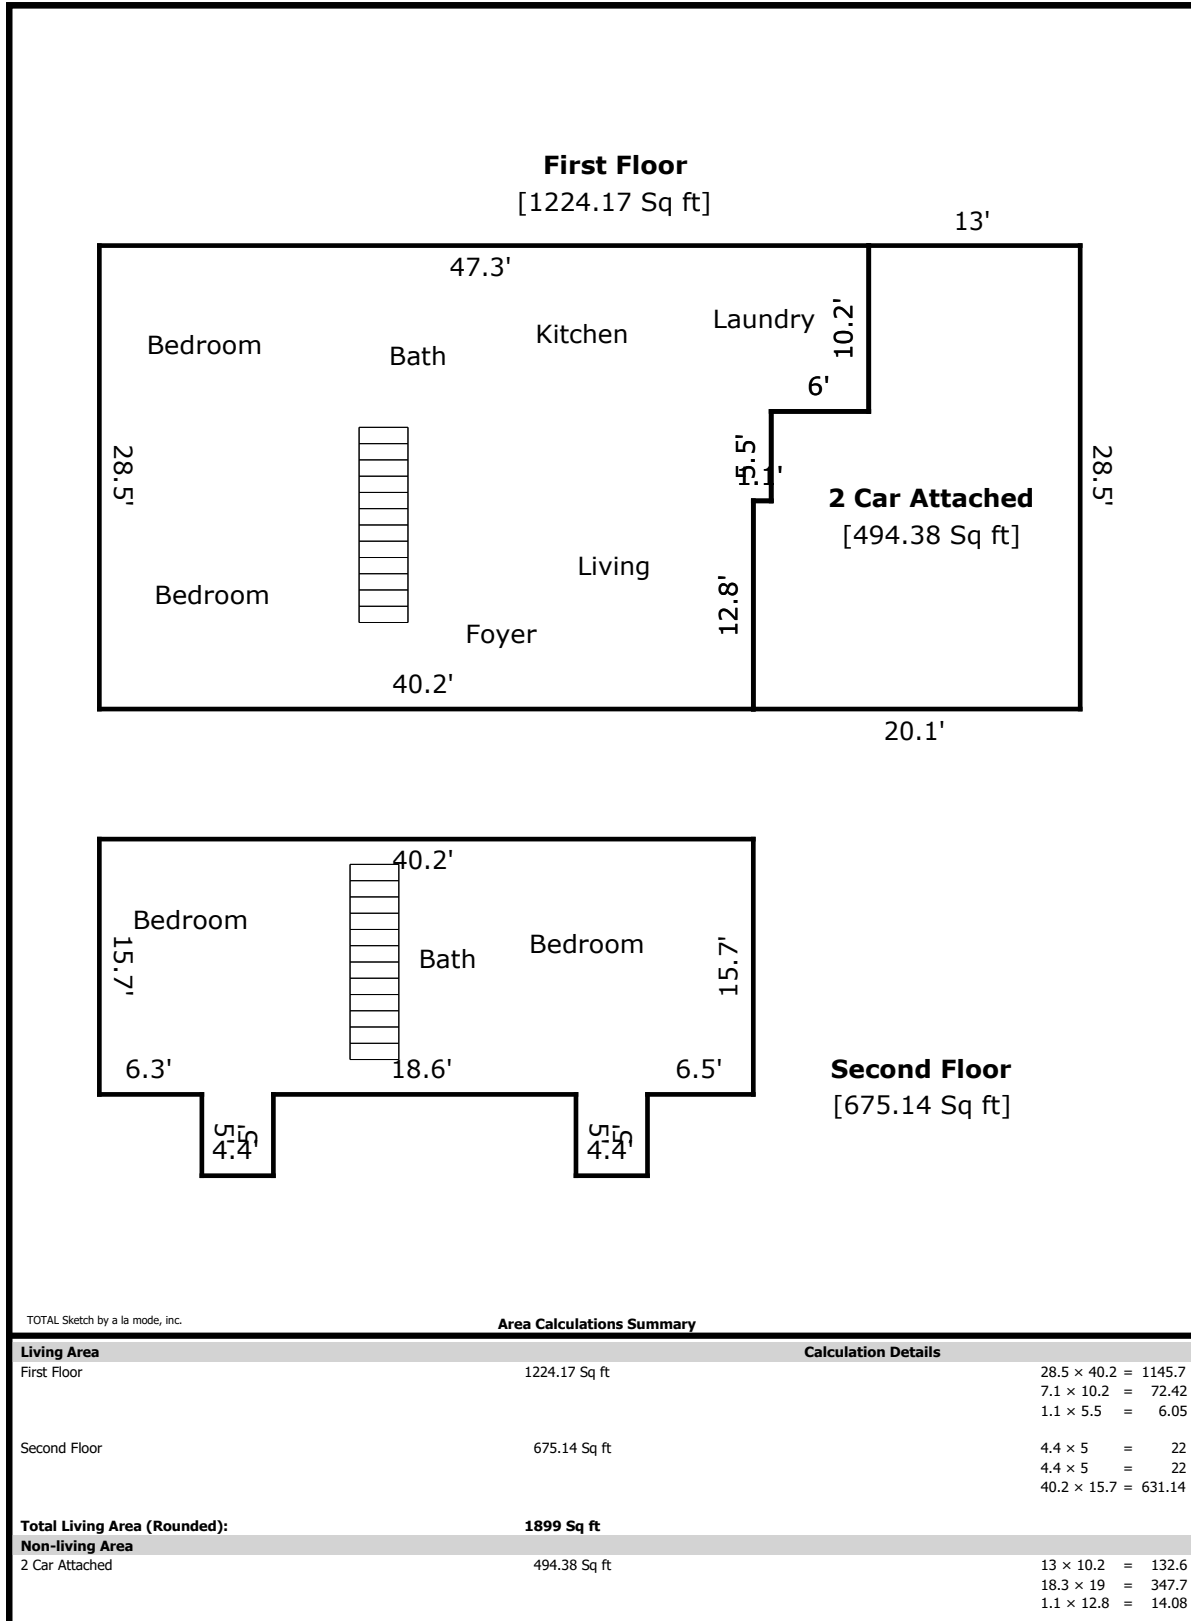 First Floor
[1224.17 Sq ft]
13'
47.3'
Bedroom
Bath
Kitchen
Laundry
10.2'
6'
28.5'
5.5'
1.1'
28.5'
2 Car Attached
[494.38 Sq ft]
Bedroom
Living
12.8'
Foyer
40.2'
20.1'
40.2'
Bedroom
15.7'
Bath
Bedroom
15.7'
6.3'
18.6'
6.5'
Second Floor
[675.14 Sq ft]
5'
5'
4.4'
5'
5'
4.4'
TOTAL Sketch by a la mode, inc.
Area Calculations Summary
Living Area Calculation Details
First Floor 1224.17 Sq ft 28.5 × 40.2 = 1145.7
7.1 × 10.2 = 72.42
1.1 × 5.5 = 6.05
Second Floor 675.14 Sq ft 4.4 × 5 = 22
4.4 × 5 = 22
40.2 × 15.7 = 631.14
Total Living Area (Rounded): 1899 Sq ft
Non-living Area
2 Car Attached 494.38 Sq ft 13 × 10.2 = 132.6
18.3 × 19 = 347.7
1.1 × 12.8 = 14.08